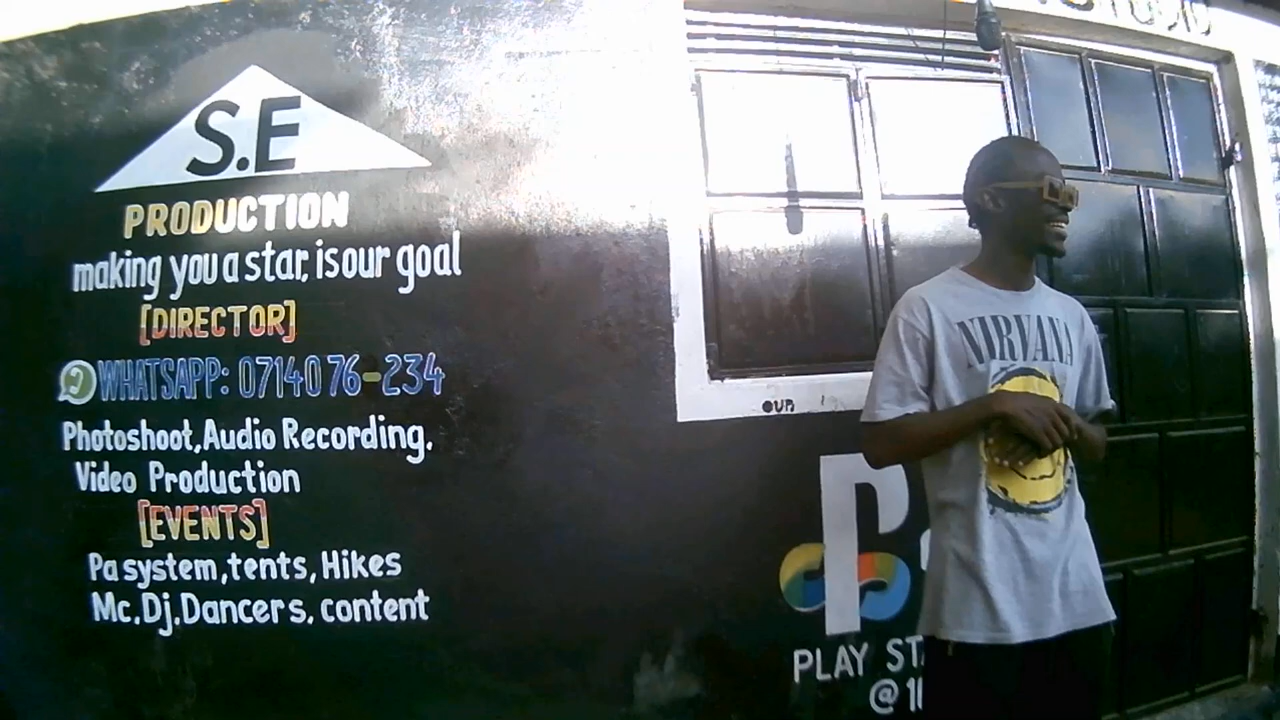 S.E
PRODUCTION
making you a star, is our goal
[DIRECTOR]
WHATSAPP: 0714076-234
Photoshoot, Audio Recording,
Video Production
[EVENTS]
Pa system, tents, Hikes
Mc, Dj, Dancers, content
OUR
NIRVANA
PLAY
@